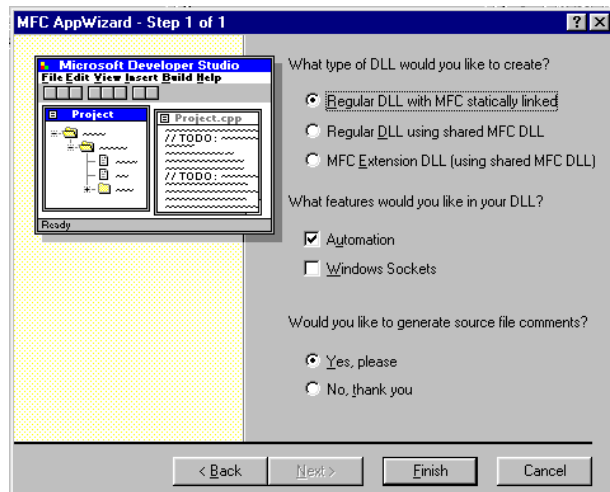 MFC AppWizard - Step 1 of 1
Microsoft Developer Studio
File Edit View Insert Build Help
Project
Project.cpp
//TODO:
//TODO:
Ready
What type of DLL would you like to create?
Regular DLL with MFC statically linked
Regular DLL using shared MFC DLL
MFC Extension DLL (using shared MFC DLL)
What features would you like in your DLL?
Automation
Windows Sockets
Would you like to generate source file comments?
Yes, please
No, thank you
< Back
Next >
Finish
Cancel